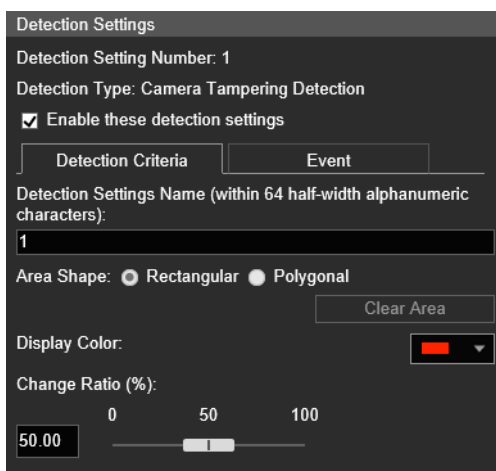 Detection Settings
Detection Setting Number: 1
Detection Type: Camera Tampering Detection
Enable these detection settings
Detection Criteria Event
Detection Settings Name (within 64 half-width alphanumeric
characters):
1
Area Shape: Rectangular Polygonal
Clear Area
Display Color:
Change Ratio (%):
0 50 100
50.00